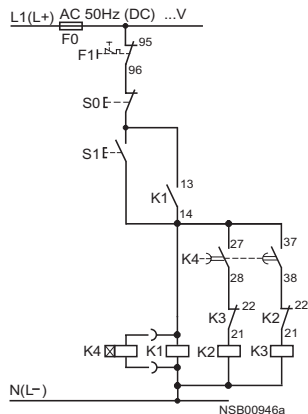 L1(L+) AC 50Hz (DC) ...V
F0
95
F1
96
S0
S1
13
K1
14
27 37
K4
28 38
K3 22 K2 22
21 21
K4 K1 K2 K3
N(L–)
NSB00946a